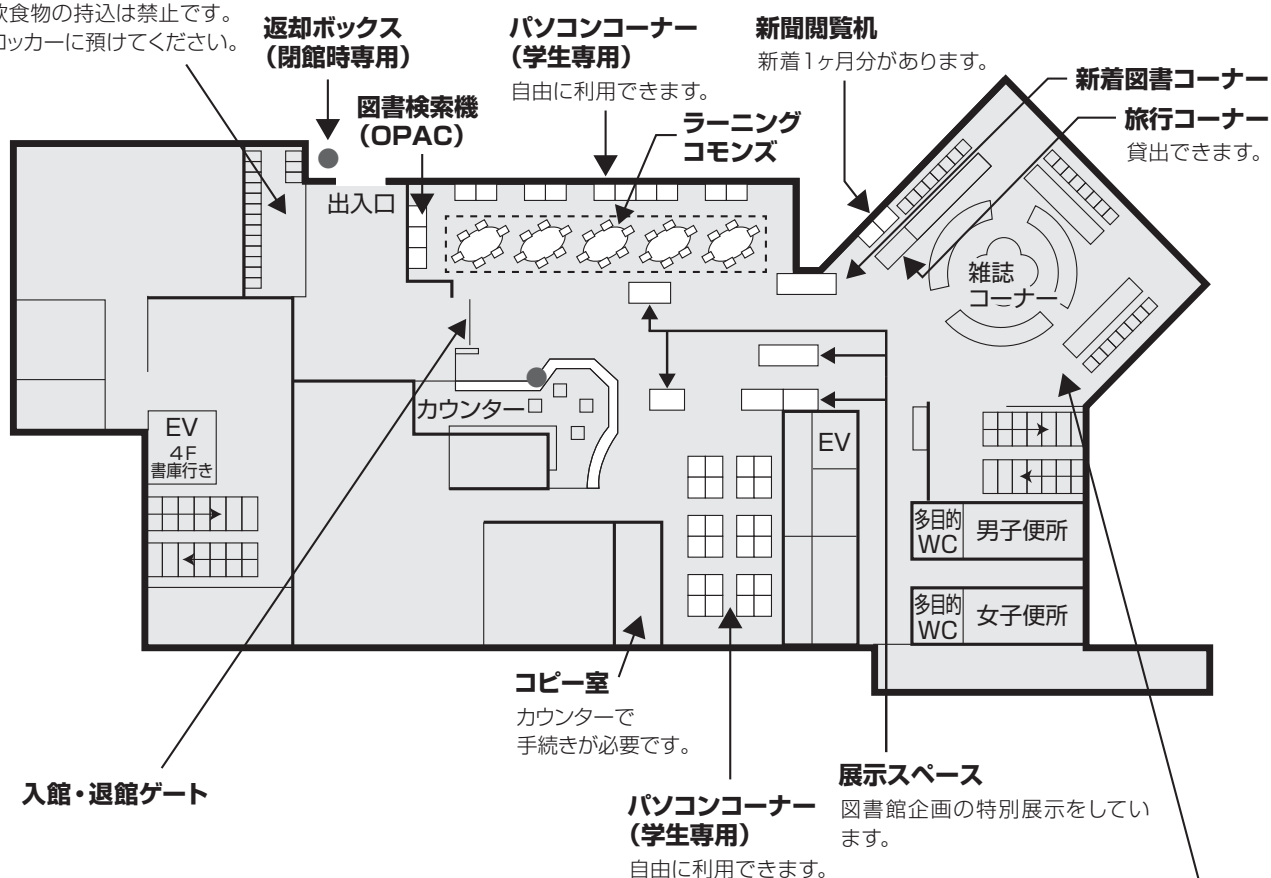 飲食物の持込は禁止です。
ロッカーに預けてください。
返却ボックス
(閉館時専用)
図書検索機
(OPAC)
パソコンコーナー
(学生専用)
自由に利用できます。
ラーニング
コモンズ
新聞閲覧机
新着1ヶ月分があります。
新着図書コーナー
旅行コーナー
貸出できます。
出入口
雑誌
コーナー
カウンター
EV
4F
書庫行き
EV
多目的
WC
男子便所
多目的
WC
女子便所
コピー室
カウンターで
手続きが必要です。
入館・退館ゲート
パソコンコーナー
(学生専用)
自由に利用できます。
展示スペース
図書館企画の特別展示をしてい
ます。